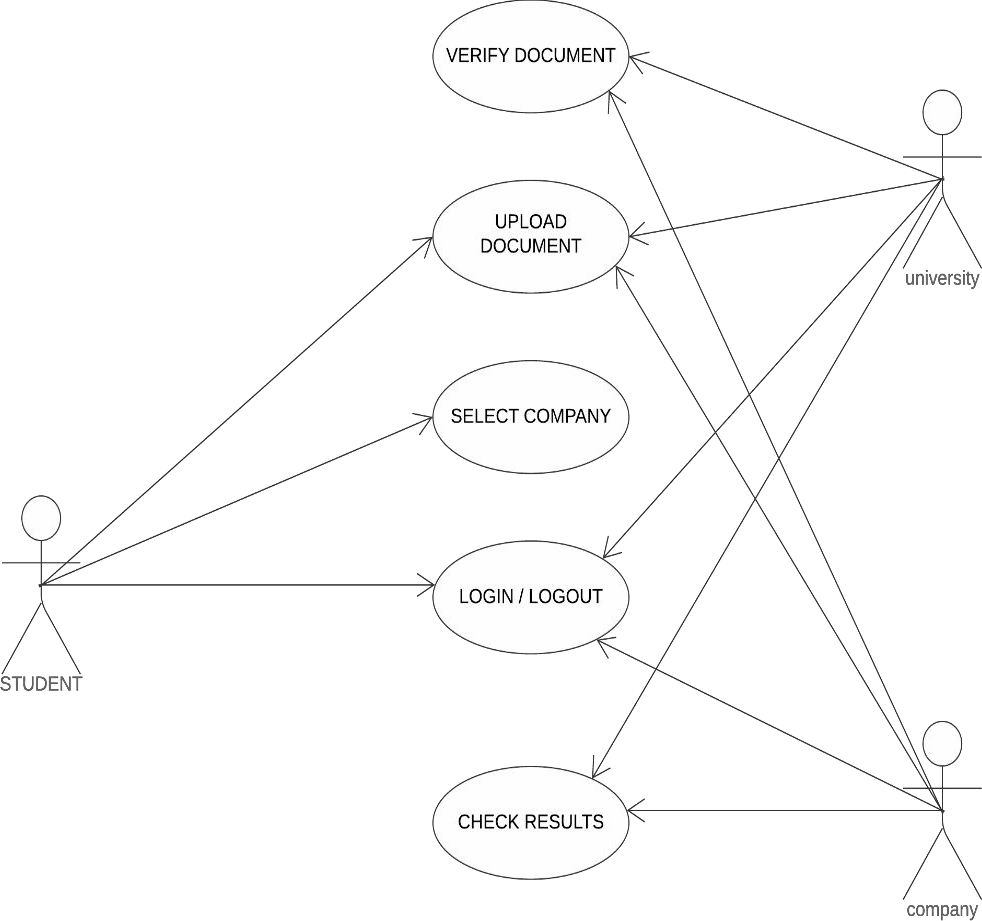 VERIFY DOCUMENT
UPLOAD
DOCUMENT
university
SELECT COMPANY
LOGIN / LOGOUT
STUDENT
CHECK RESULTS
company